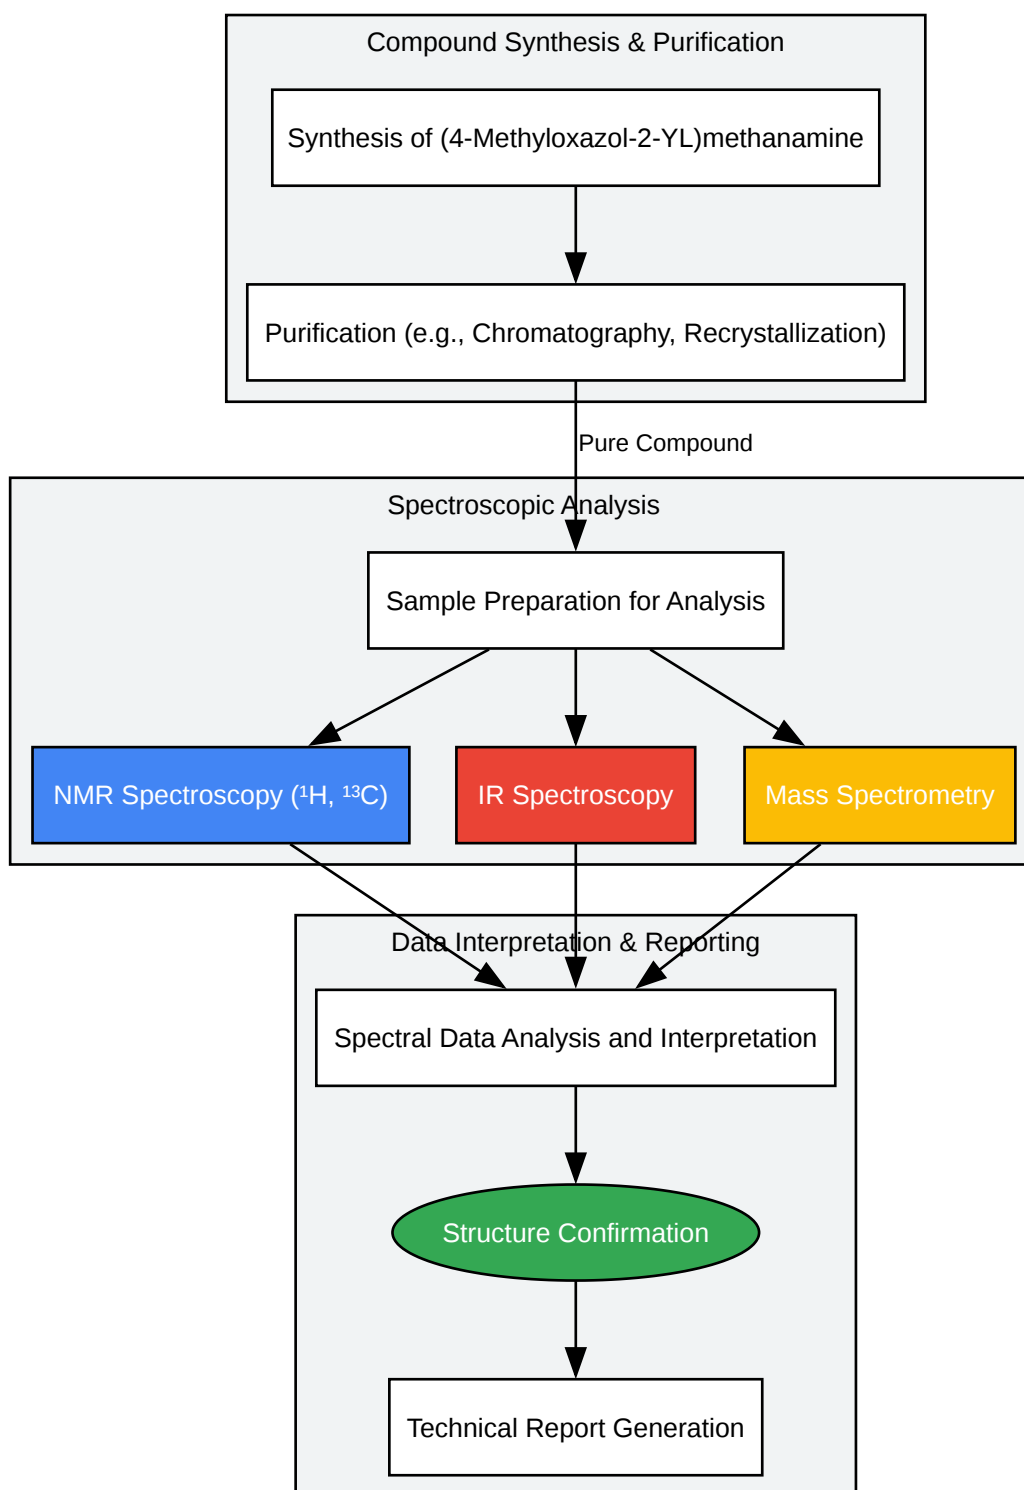 Compound Synthesis & Purification
Synthesis of (4-Methyloxazol-2-YL)methanamine
Purification (e.g., Chromatography, Recrystallization)
Pure Compound
Spectroscopic Analysis
Sample Preparation for Analysis
NMR Spectroscopy (¹H, ¹³C)
IR Spectroscopy
Mass Spectrometry
Data Interpretation & Reporting
Spectral Data Analysis and Interpretation
Structure Confirmation
Technical Report Generation